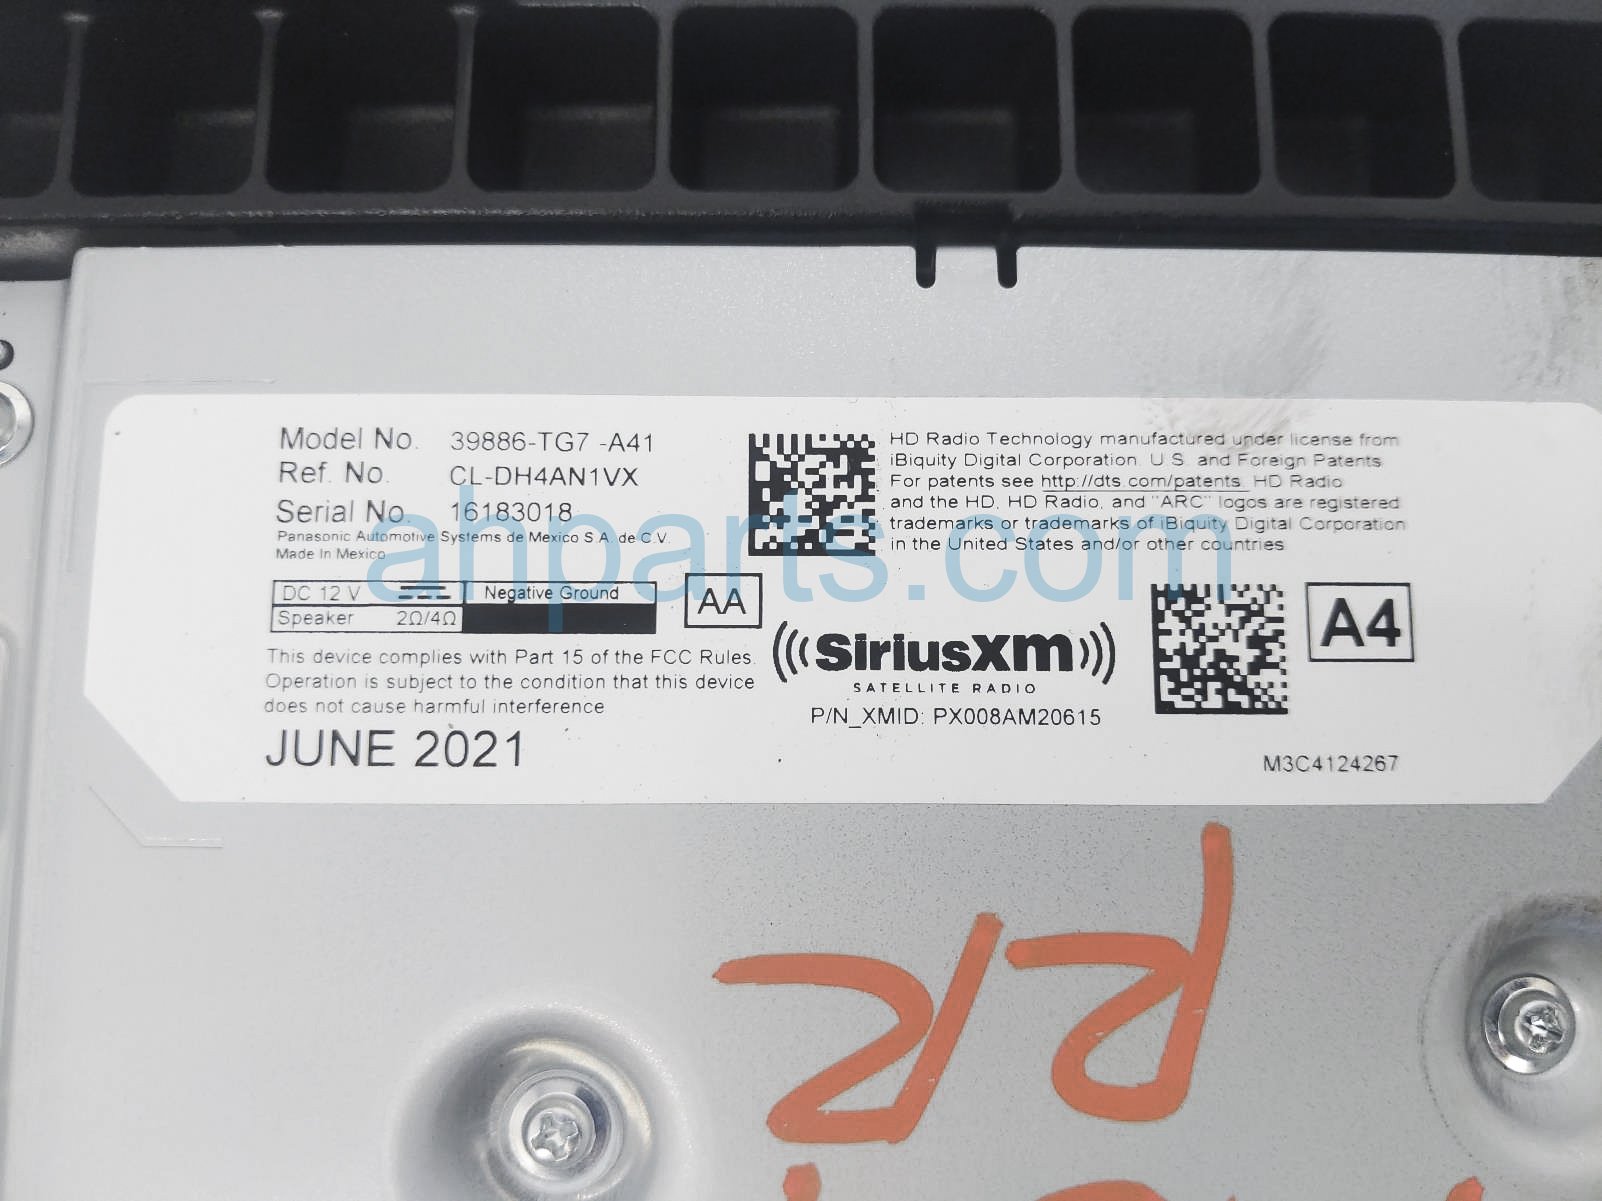 Model No. 39886-TG7 -A41
Ref. No. CL-DH4AN1VX
Serial No. 16183018
Panasonic Automotive Systems de Mexico S.A. de C.V.
Made In Mexico
DC 12 V
Negative Ground
Speaker 2Ω/4Ω
AA
This device complies with Part 15 of the FCC Rules.
Operation is subject to the condition that this device
does not cause harmful interference
JUNE 2021
HD Radio Technology manufactured under license from
iBiquity Digital Corporation. U.S. and Foreign Patents.
For patents see http://dts.com/patents. HD Radio
and the HD, HD Radio, and "ARC" logos are registered
trademarks or trademarks of iBiquity Digital Corporation
in the United States and/or other countries
SiriusXM
SATELLITE RADIO
P/N_XMID: PX008AM20615
A4
M3C4124267
ahparts.com